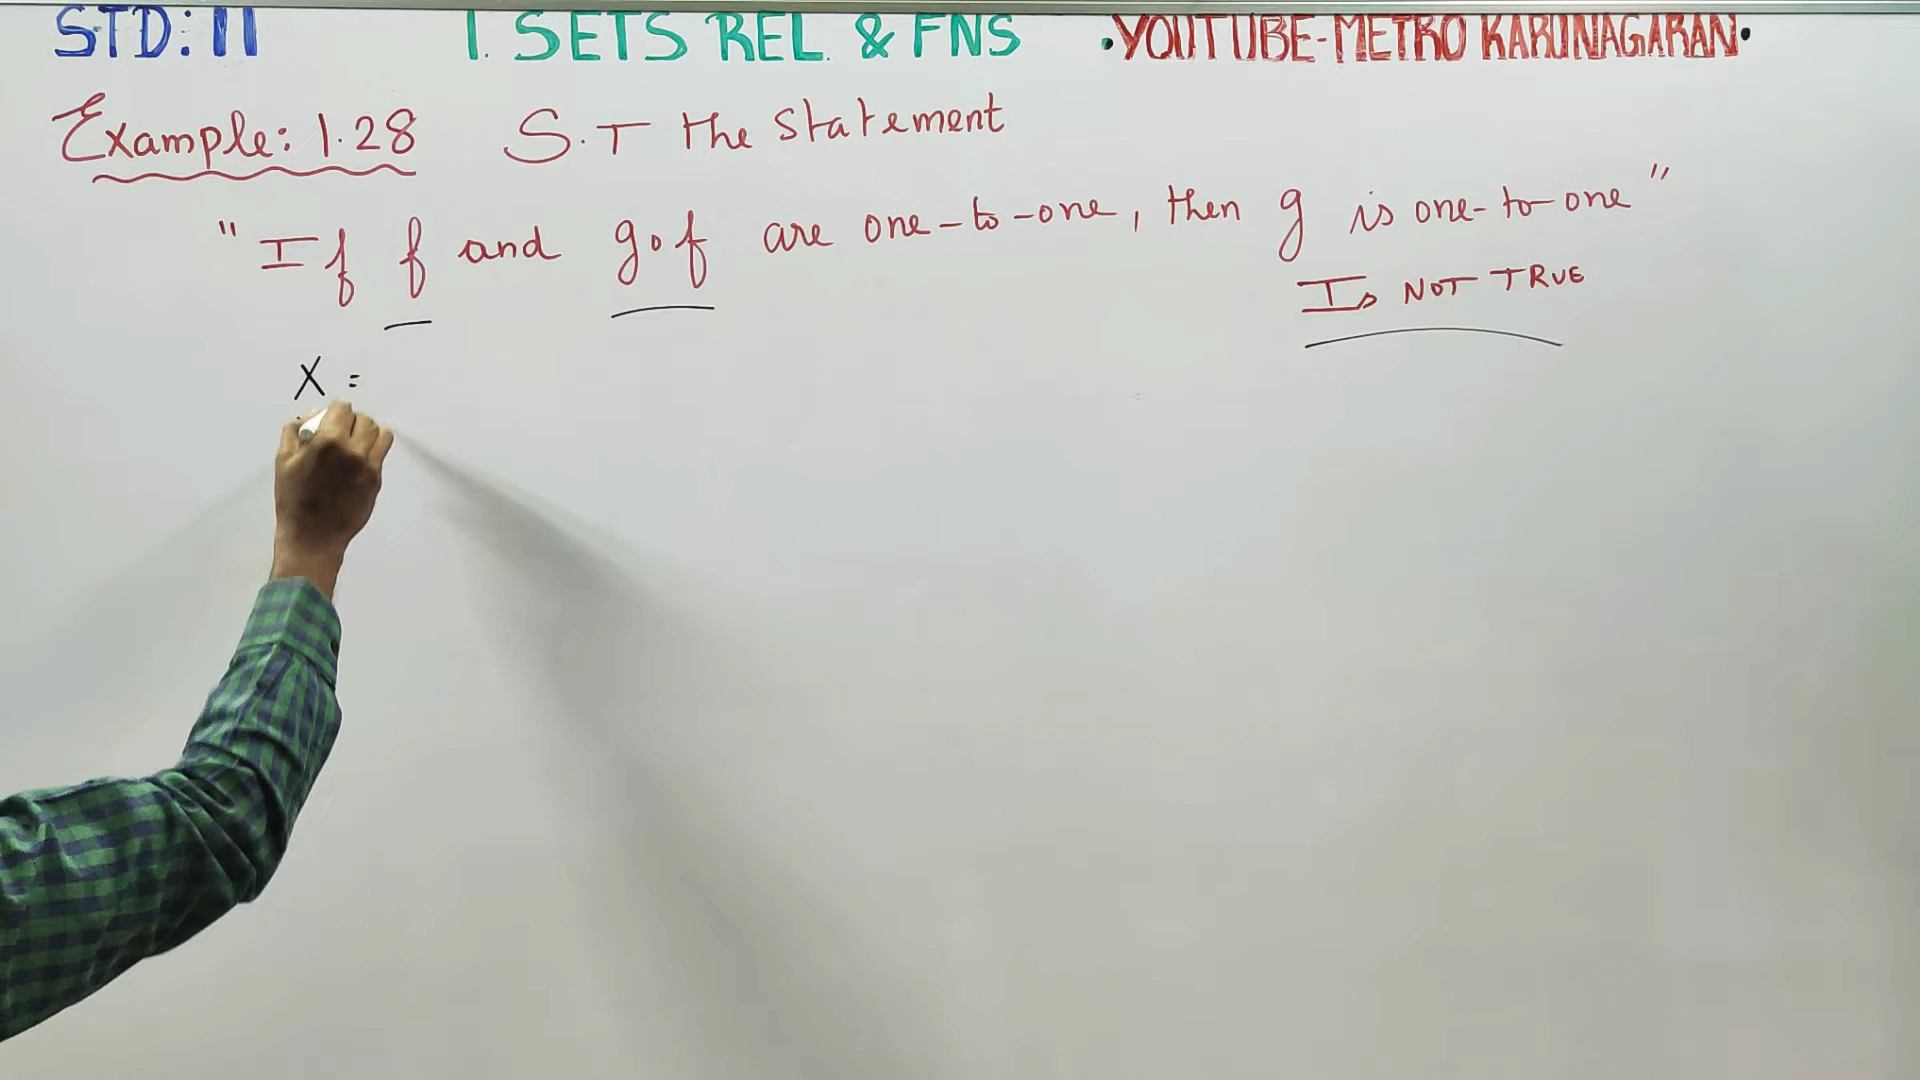 STD: 11 1. SETS REL. & FNS •YOUTUBE-METRO KARUNAGARAN•
Example: 1.28 S.T the statement
"If f and gof are one-to-one, then g is one-to-one"
Is NOT TRUE
X =